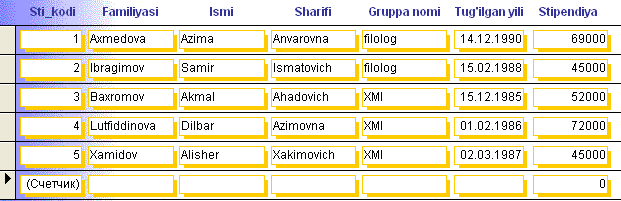 Sti_kodi Familiyasi Ismi Sharifi Gruppa nomi Tug'ilgan yili Stipendiya
1 Axmedova Azima Anvarovna filolog 14.12.1990 69000
2 Ibragimov Samir Ismatovich filolog 15.02.1988 45000
3 Baxromov Akmal Ahadovich XMI 15.12.1985 52000
4 Lutfiddinova Dilbar Azimovna XMI 01.02.1986 72000
5 Xamidov Alisher Xakimovich XMI 02.03.1987 45000
(Счетчик) 0